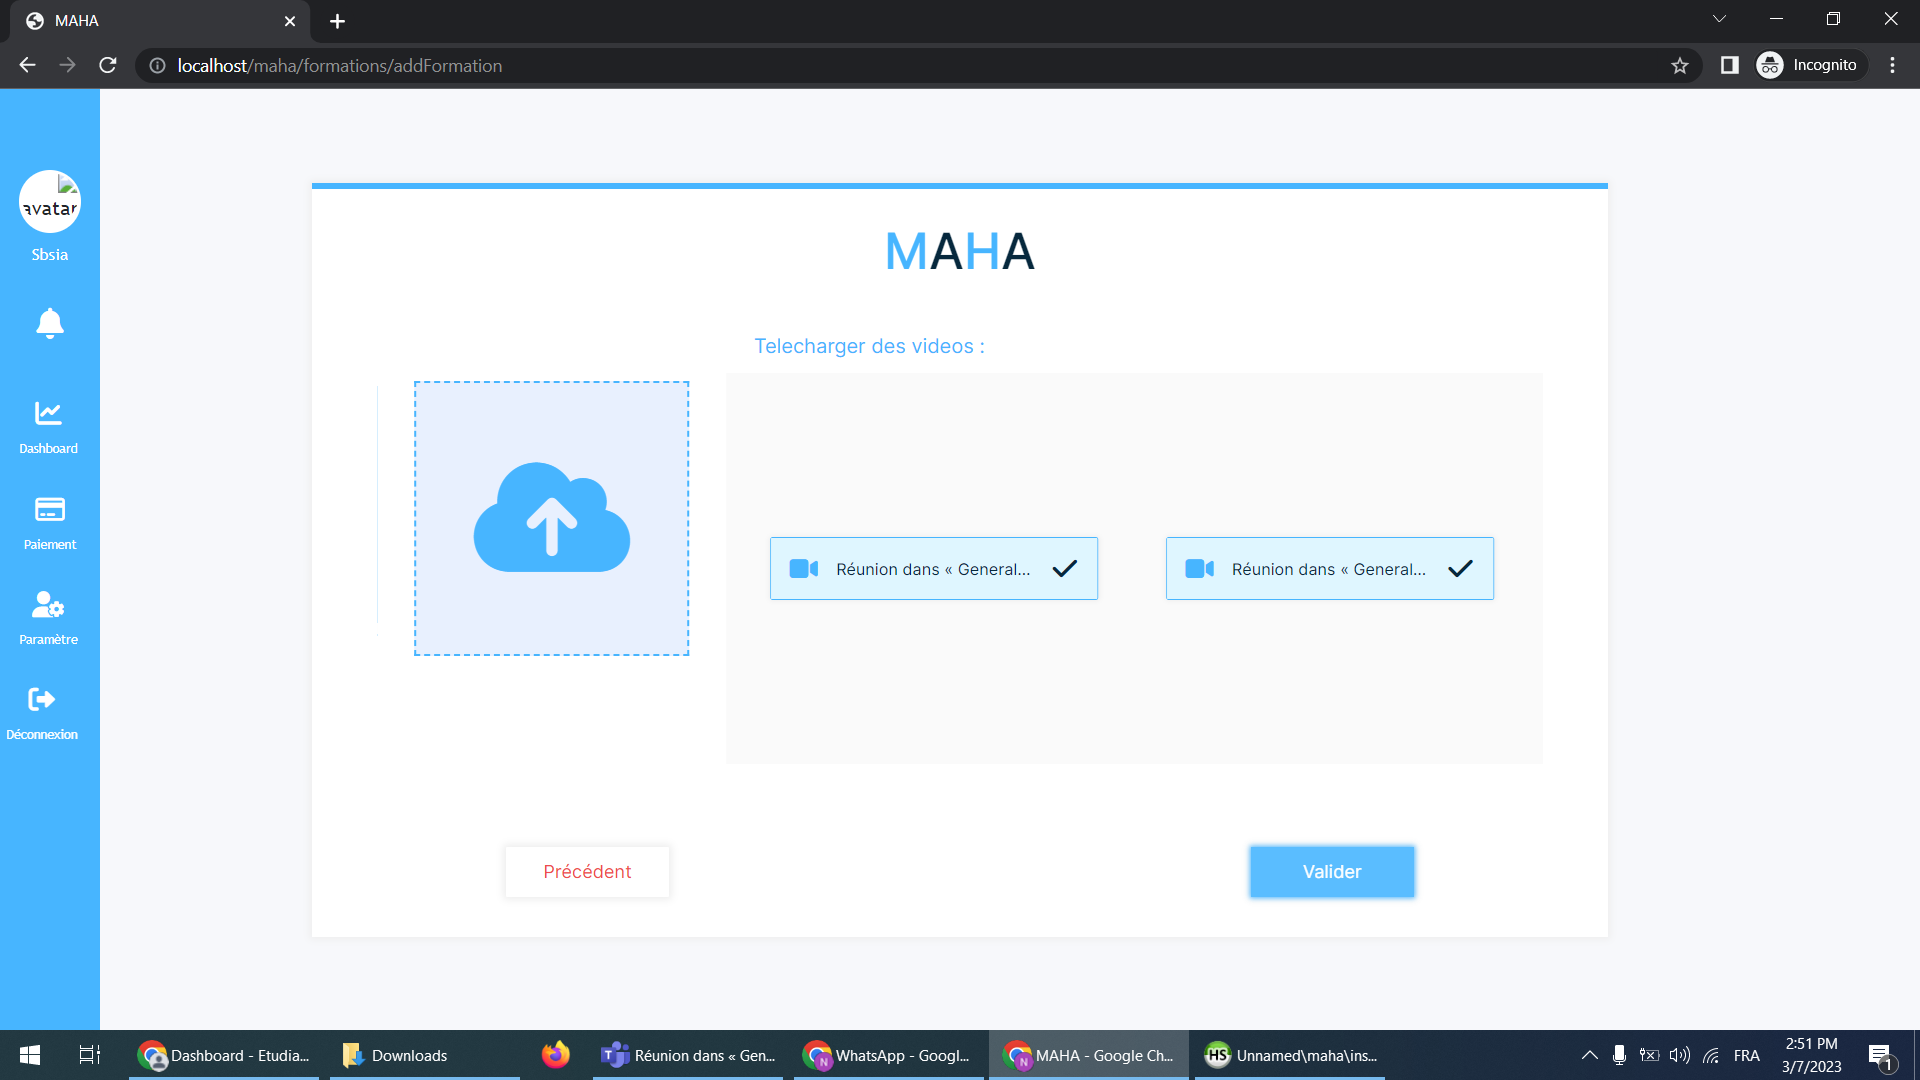 MAHA
localhost/maha/formations/addFormation
Incognito
avatar
Sbsia
Dashboard
Paiement
Paramètre
Déconnexion
MAHA
Telecharger des videos :
Réunion dans « General...
Réunion dans « General...
Précédent
Valider
Dashboard - Etudia...
Downloads
Réunion dans « Gen...
WhatsApp - Googl...
MAHA - Google Ch...
Unnamed\maha\ins...
FRA
2:51 PM
3/7/2023
1